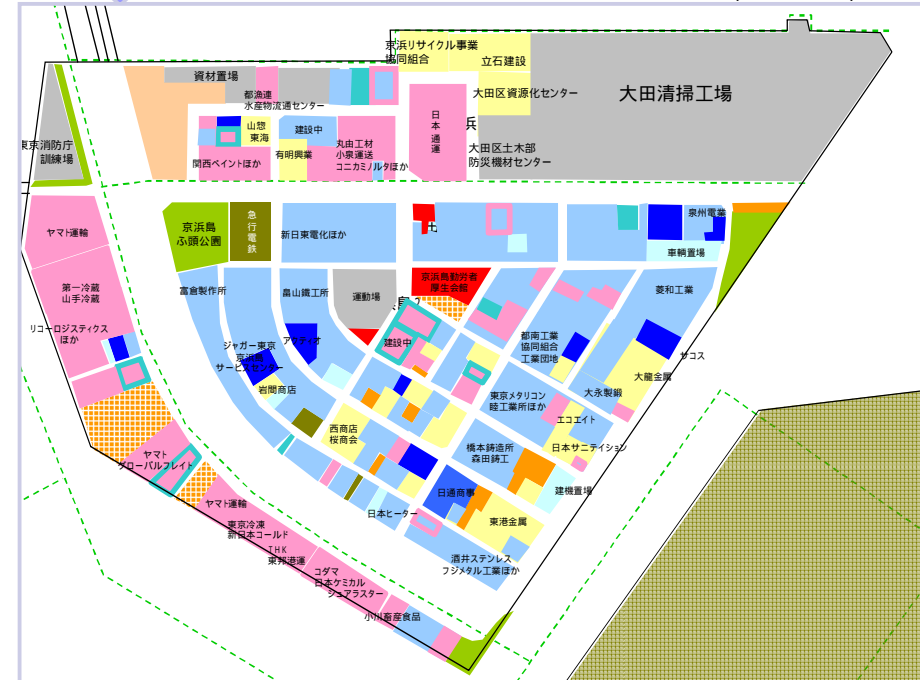 京浜リサイクル事業
協同組合
立石建設
資材置場
都漁連
水産物流通センター
大田区資源化センター
大田清掃工場
日本通運
浜
山惣
東海
建設中
丸由工材
小泉運送
コニカミノルタほか
有明興業
関西ペイントほか
大田区土木部
防災機材センター
東京消防庁
訓練場
ヤマト運輸
京浜島
ふ頭公園
急行電鉄
新日東電化ほか
泉州電業
車輌置場
第一冷蔵
山手冷蔵
リコーロジスティクス
ほか
富倉製作所
畠山鐵工所
運動場
京浜島勤労者
厚生会館
菱和工業
建設中
都南工業
協同組合
工業団地
ジャガー東京
京浜島
サービスセンター
アクティオ
岩間商店
サコス
大龍金属
大永製鍛
東京メタリコン
睦工業所ほか
エコエイト
日本サニテイション
西商店
桜商会
橋本鋳造所
森田鋳工
建機置場
ヤマト
グローバルフレイト
ヤマト運輸
日通商事
東港金属
日本ヒーター
東京冷凍
新日本コールド
THK
東邦港運
酒井ステンレス
フジメタル工業ほか
コダマ
日本ケミカル
シュアラスター
小川畜産食品